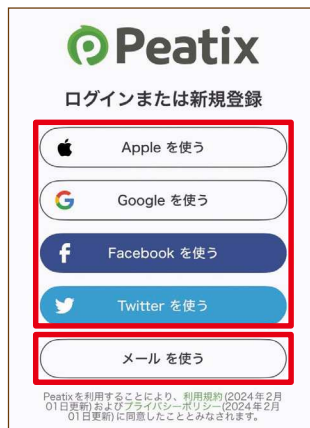 Peatix
ログインまたは新規登録
Apple を使う
Google を使う
Facebook を使う
Twitter を使う
メール を使う
Peatixを利用することにより、利用規約(2024年2月
01日更新)およびプライバシーポリシー(2024年2月
01日更新)に同意したこととみなされます。